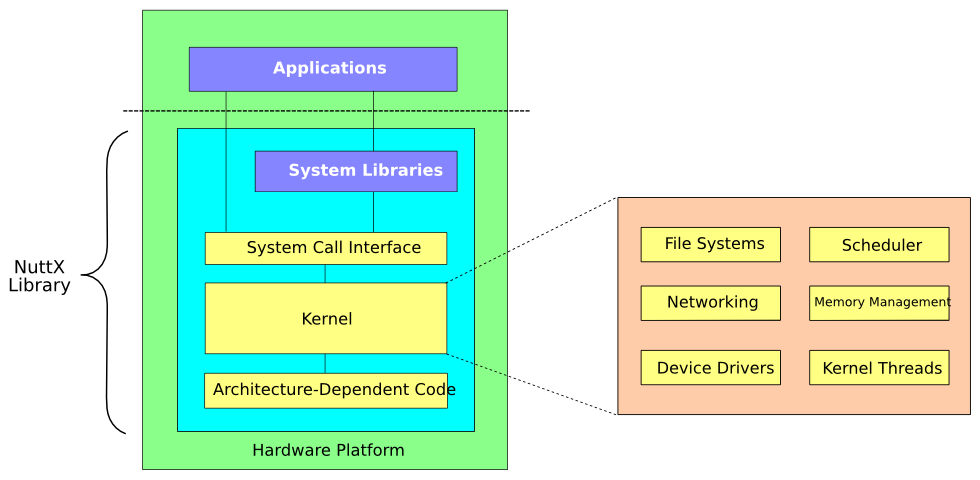 Applications
System Libraries
System Call Interface
Kernel
Architecture-Dependent Code
Hardware Platform
NuttX
Library
File Systems
Scheduler
Networking
Memory Management
Device Drivers
Kernel Threads